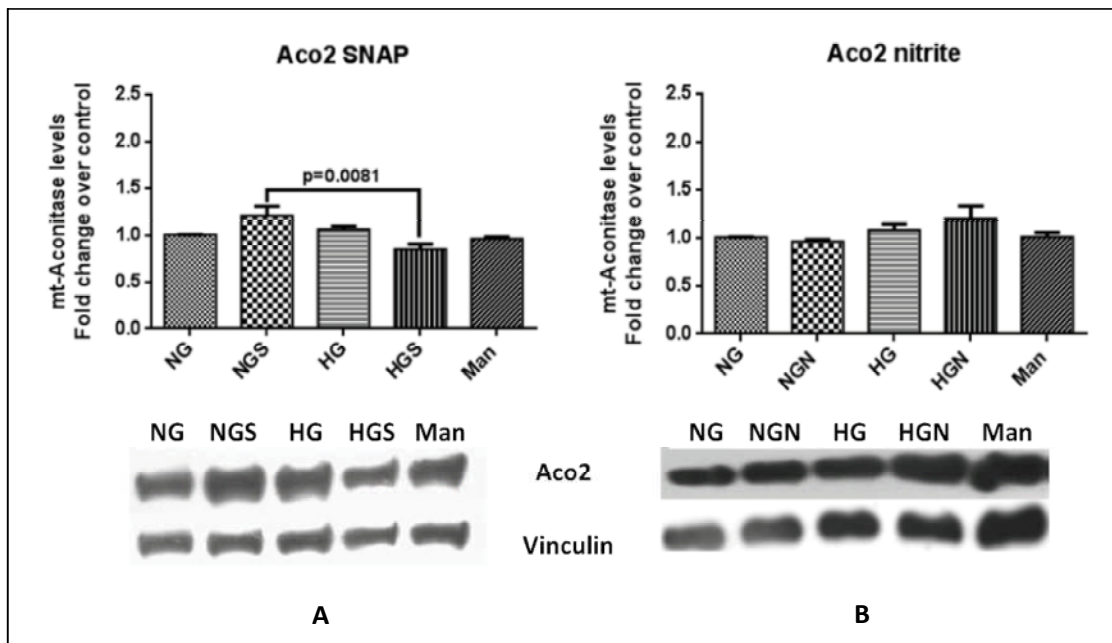 Aco2 SNAP
mt-Aconitase levels
Fold change over control
2.5
2.0
1.5
1.0
0.5
0.0
p=0.0081
NG
NGS
HG
HGS
Man
Aco2 nitrite
mt-Aconitase levels
Fold change over control
2.5
2.0
1.5
1.0
0.5
0.0
NG
NGN
HG
HGN
Man
NG NGS HG HGS Man
NG NGN HG HGN Man
Aco2
Vinculin
A
B